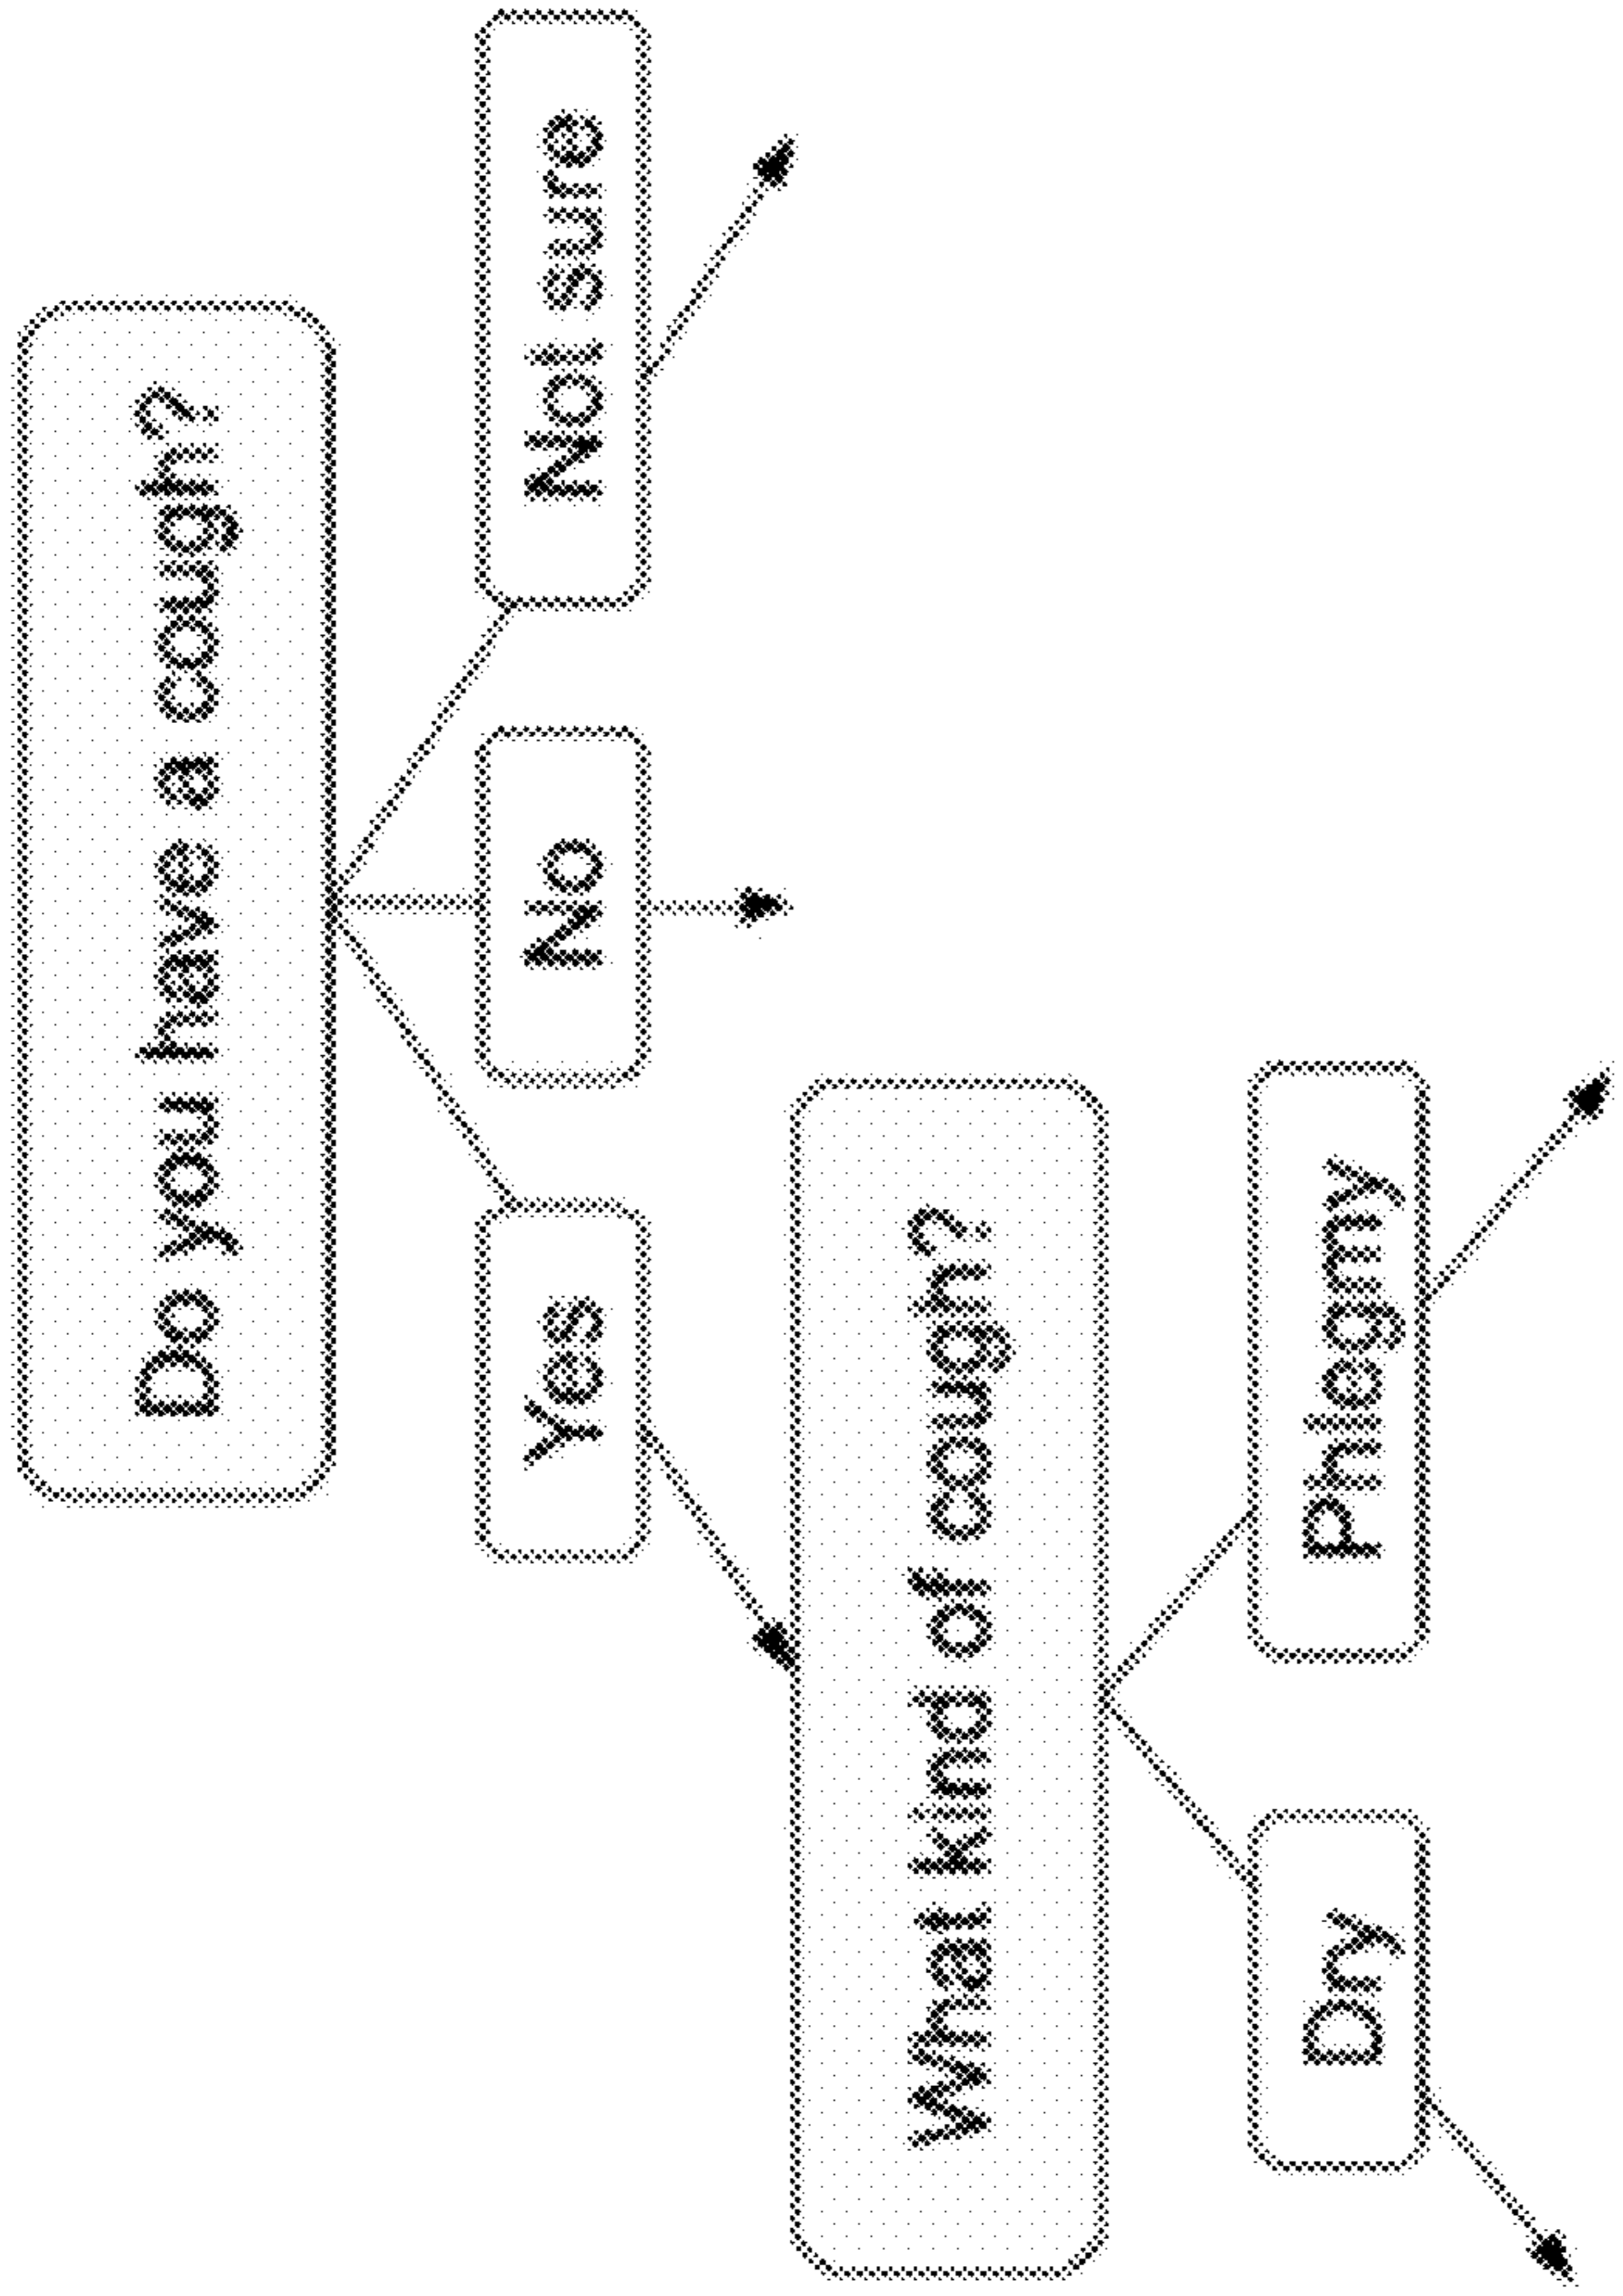 Do you have a cough?
Yes
No
Not sure
What kind of cough?
Dry
Phlegmy